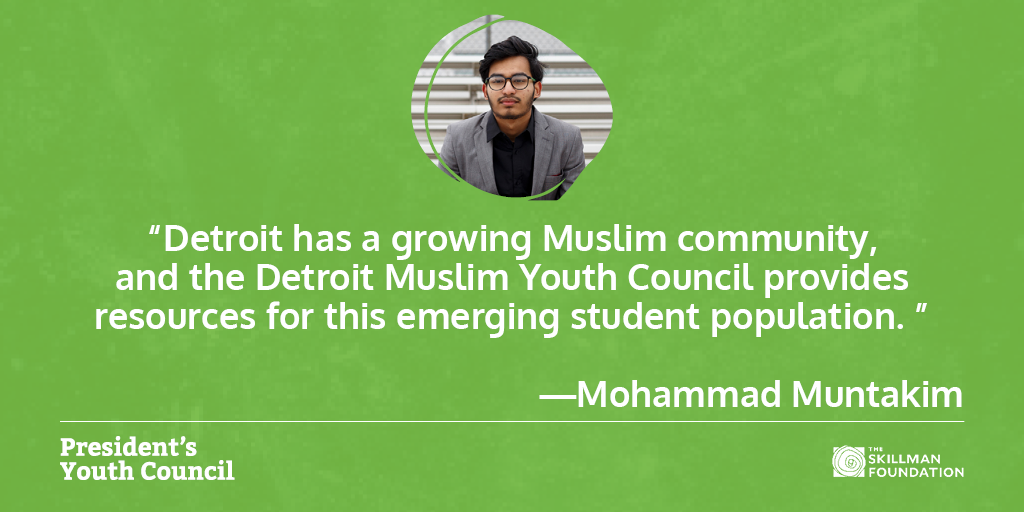 “Detroit has a growing Muslim community,
and the Detroit Muslim Youth Council provides
resources for this emerging student population. ”
—Mohammad Muntakim
President’s
Youth Council
THE
SKILLMAN
FOUNDATION